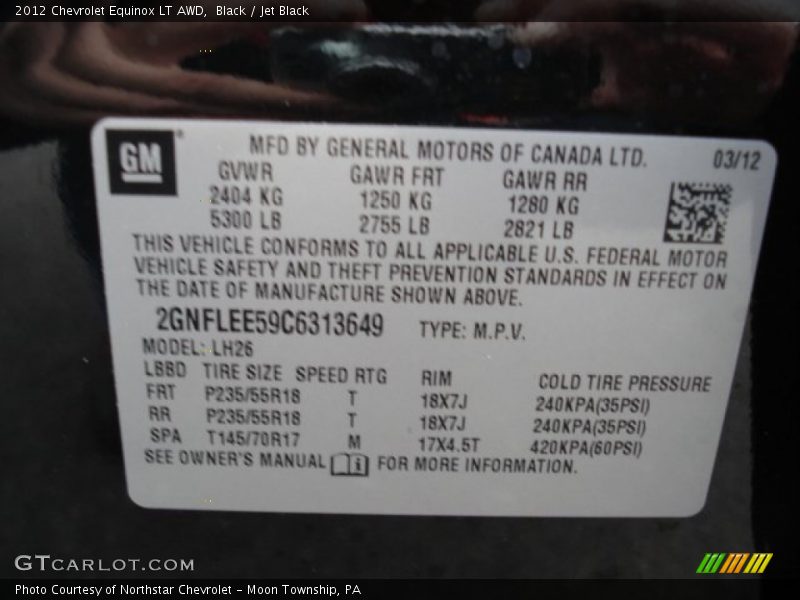 2012 Chevrolet Equinox LT AWD, Black / Jet Black
GM
MFD BY GENERAL MOTORS OF CANADA LTD. 03/12
GVWR GAWR FRT GAWR RR
2404 KG 1250 KG 1280 KG
5300 LB 2755 LB 2821 LB
THIS VEHICLE CONFORMS TO ALL APPLICABLE U.S. FEDERAL MOTOR
VEHICLE SAFETY AND THEFT PREVENTION STANDARDS IN EFFECT ON
THE DATE OF MANUFACTURE SHOWN ABOVE.
2GNFLEE59C6313649 TYPE: M.P.V.
MODEL: LH26
LBBD TIRE SIZE SPEED RTG RIM COLD TIRE PRESSURE
FRT P235/55R18 T 18X7J 240KPA(35PSI)
RR P235/55R18 T 18X7J 240KPA(35PSI)
SPA T145/70R17 M 17X4.5T 420KPA(60PSI)
SEE OWNER'S MANUAL FOR MORE INFORMATION.
GTCARLOT.COM
Photo Courtesy of Northstar Chevrolet - Moon Township, PA